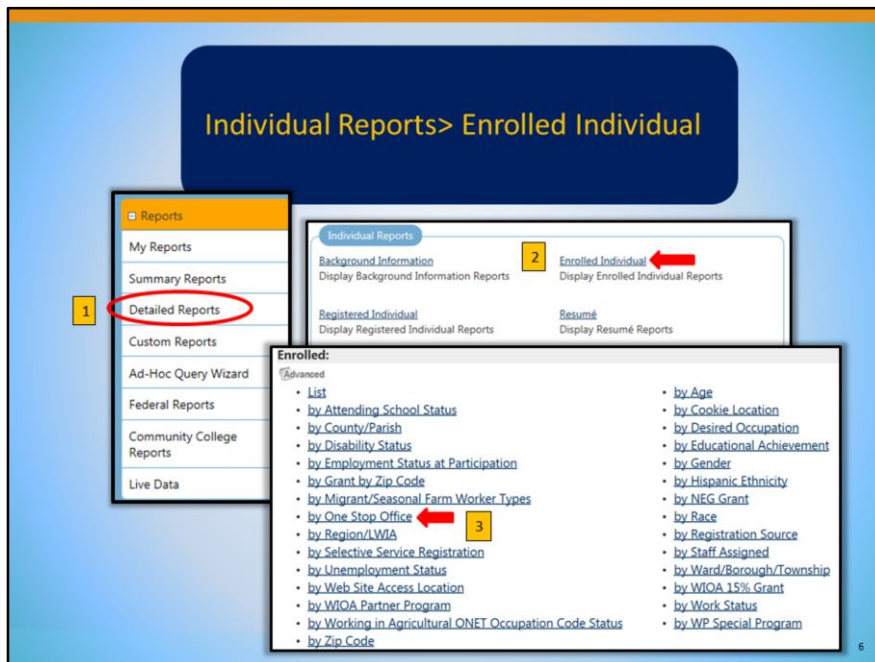 Individual Reports> Enrolled Individual
Reports
My Reports
Summary Reports
1
Detailed Reports
Custom Reports
Ad-Hoc Query Wizard
Federal Reports
Community College
Reports
Live Data
Individual Reports
Background Information
Display Background Information Reports
2
Enrolled Individual
Display Enrolled Individual Reports
Registered Individual
Display Registered Individual Reports
Resumé
Display Resumé Reports
Enrolled:
Advanced
• List
• by Attending School Status
• by County/Parish
• by Disability Status
• by Employment Status at Participation
• by Grant by Zip Code
• by Migrant/Seasonal Farm Worker Types
• by One Stop Office
3
• by Region/LWIA
• by Selective Service Registration
• by Unemployment Status
• by Web Site Access Location
• by WIOA Partner Program
• by Working in Agricultural ONET Occupation Code Status
• by Zip Code
• by Age
• by Cookie Location
• by Desired Occupation
• by Educational Achievement
• by Gender
• by Hispanic Ethnicity
• by NEG Grant
• by Race
• by Registration Source
• by Staff Assigned
• by Ward/Borough/Township
• by WIOA 15% Grant
• by Work Status
• by WP Special Program
6